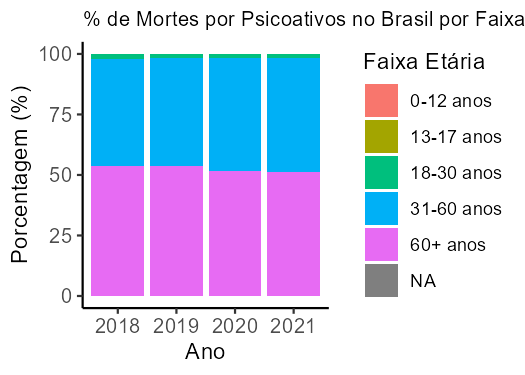 % de Mortes por Psicoativos no Brasil por Faixa
Porcentagem (%)
100
75
50
25
0
2018 2019 2020 2021
Ano
Faixa Etária
0-12 anos
13-17 anos
18-30 anos
31-60 anos
60+ anos
NA